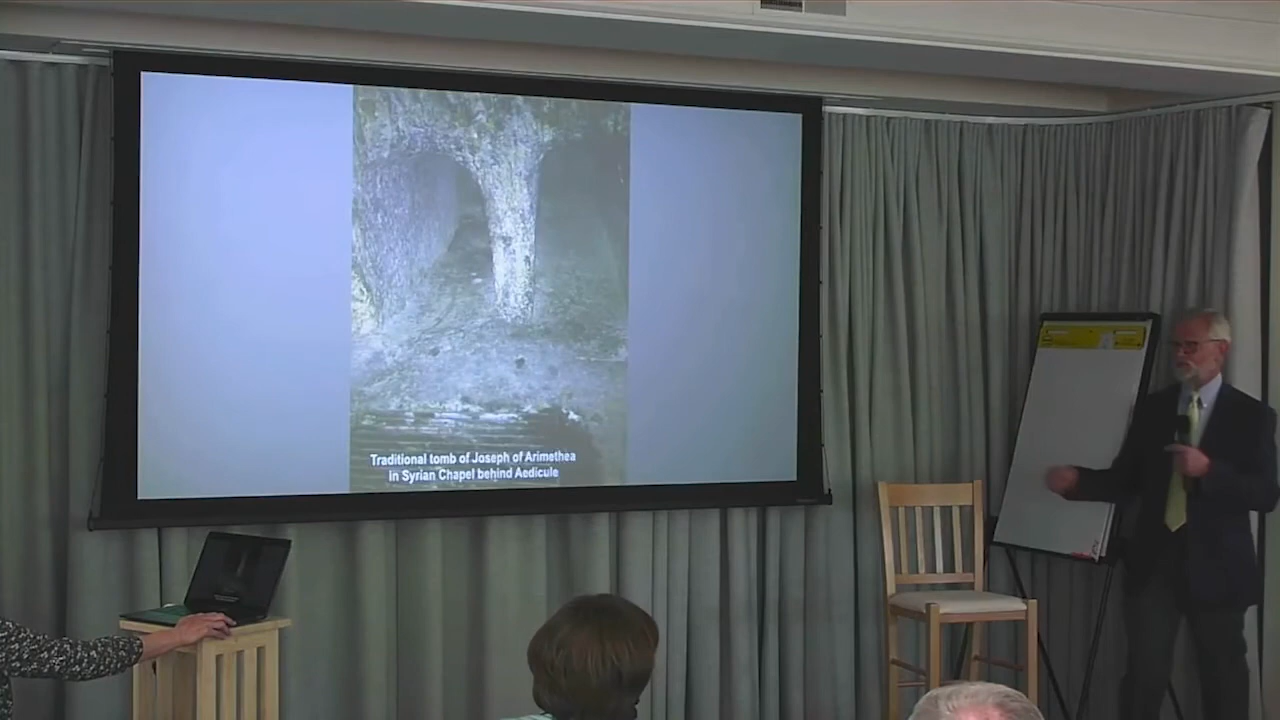 Traditional tomb of Joseph of Arimethea
in Syrian Chapel behind Aedicule